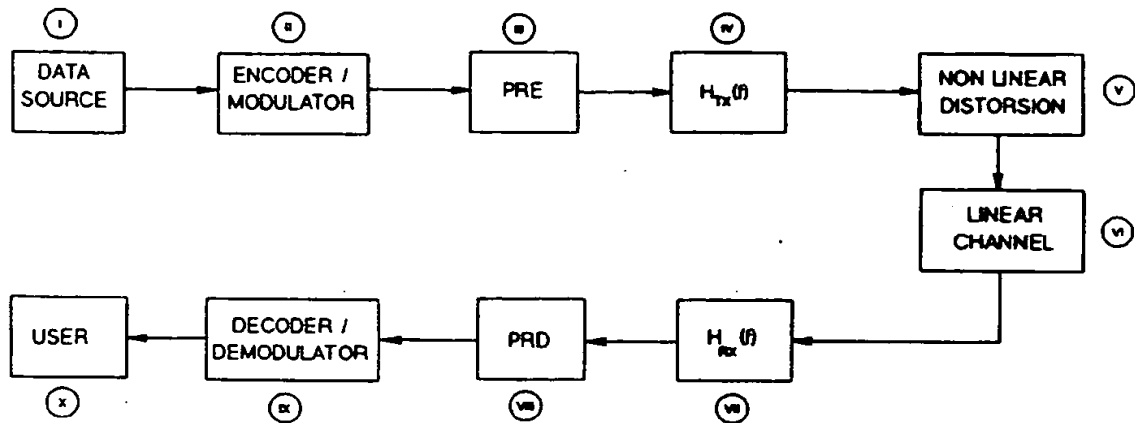 I
II
III
IV
DATA
SOURCE
ENCODER /
MODULATOR
PRE
H_TX(f)
NON LINEAR
DISTORSION
V
LINEAR
CHANNEL
VI
USER
DECODER /
DEMODULATOR
PRD
H_RX(f)
X
IX
VIII
VII